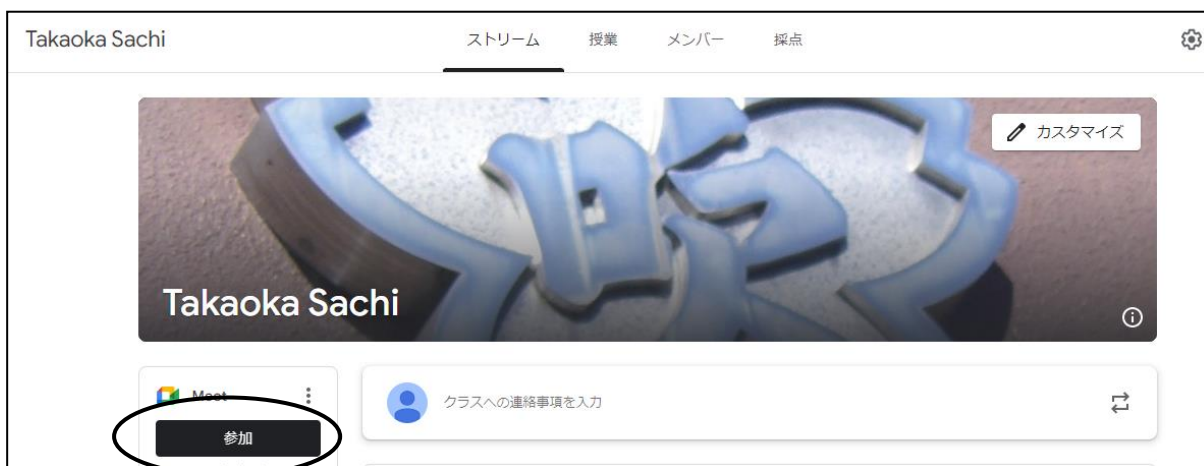 Takaoka Sachi
ストリーム 授業 メンバー 採点
カスタマイズ
Takaoka Sachi
Meet
クラスへの連絡事項を入力
参加